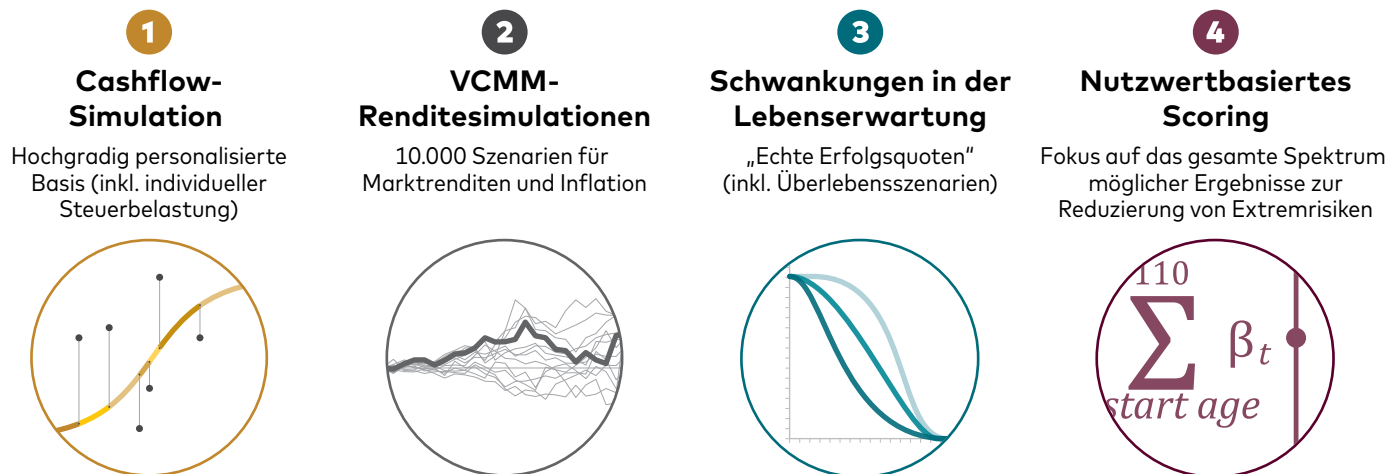 1
Cashflow-
Simulation
Hochgradig personalisierte
Basis (inkl. individueller
Steuerbelastung)
2
VCMM-
Renditesimulationen
10.000 Szenarien für
Marktrenditen und Inflation
3
Schwankungen in der
Lebenserwartung
„Echte Erfolgsquoten“
(inkl. Überlebensszenarien)
4
Nutzwertbasiertes
Scoring
Fokus auf das gesamte Spektrum
möglicher Ergebnisse zur
Reduzierung von Extremrisiken
110
∑ βt
start age